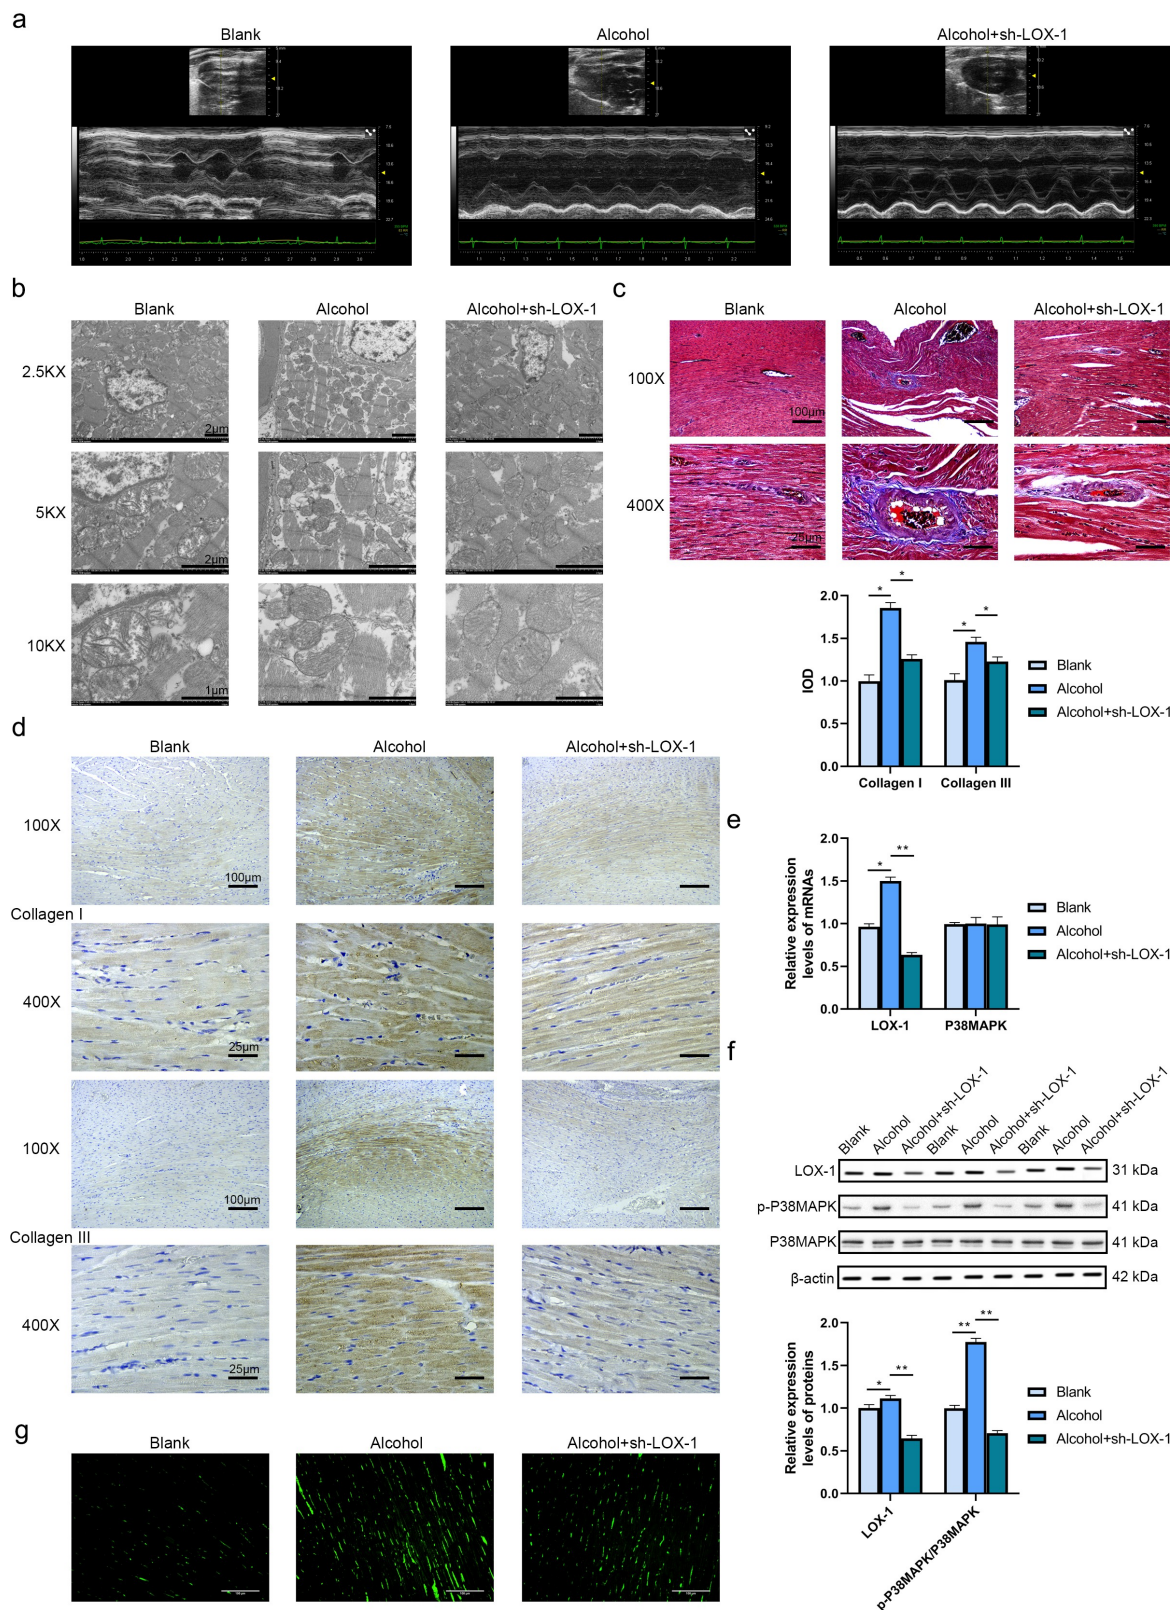 a
Blank
Alcohol
Alcohol+sh-LOX-1
b
Blank
Alcohol
Alcohol+sh-LOX-1
2.5KX
2μm
5KX
2μm
10KX
1μm
c
Blank
Alcohol
Alcohol+sh-LOX-1
100X
100μm
400X
25μm
2.0
1.5
1.0
0.5
0.0
IOD
*
*
*
*
Collagen I
Collagen III
Blank
Alcohol
Alcohol+sh-LOX-1
d
Blank
Alcohol
Alcohol+sh-LOX-1
100X
100μm
Collagen I
400X
25μm
100X
100μm
Collagen III
400X
25μm
e
Relative expression
levels of mRNAs
2.0
1.5
1.0
0.5
0.0
*
**
LOX-1
P38MAPK
Blank
Alcohol
Alcohol+sh-LOX-1
f
Blank
Alcohol
Alcohol+sh-LOX-1
Blank
Alcohol
Alcohol+sh-LOX-1
Blank
Alcohol
Alcohol+sh-LOX-1
LOX-1
31 kDa
p-P38MAPK
41 kDa
P38MAPK
41 kDa
β-actin
42 kDa
Relative expression
levels of proteins
2.0
1.5
1.0
0.5
0.0
*
**
**
**
LOX-1
p-P38MAPK/P38MAPK
Blank
Alcohol
Alcohol+sh-LOX-1
g
Blank
Alcohol
Alcohol+sh-LOX-1